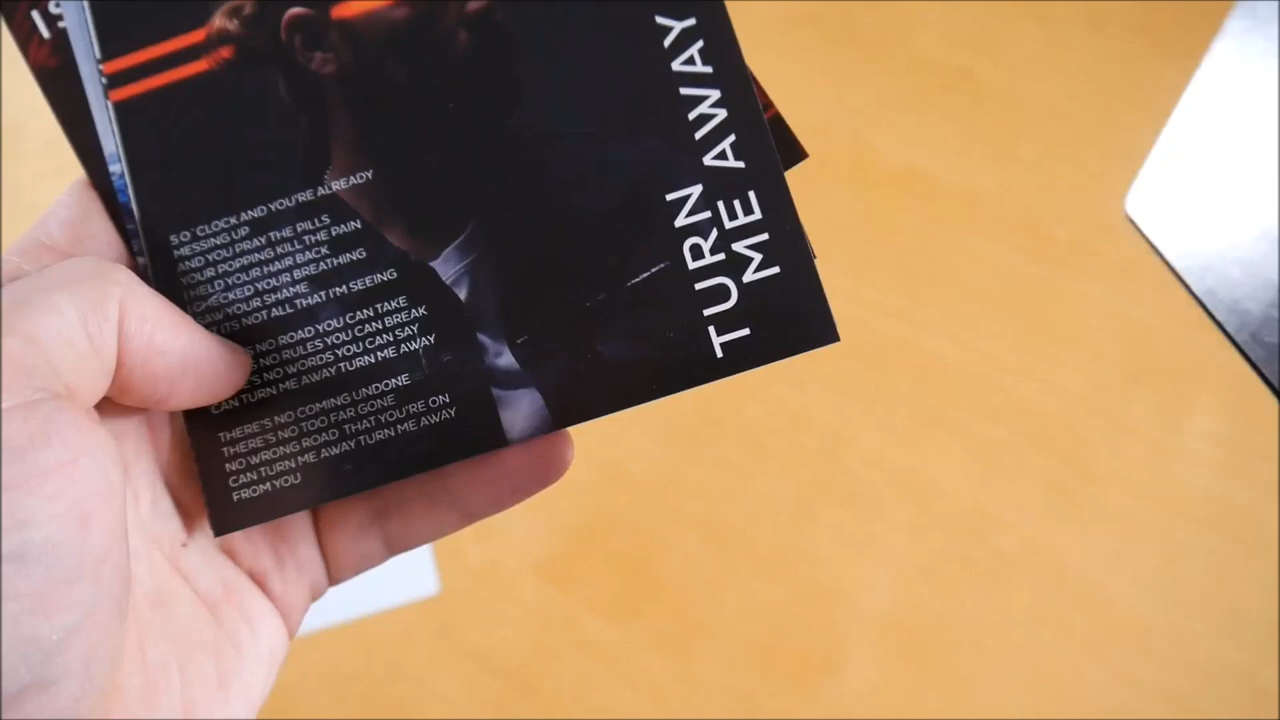 IS
TURN
ME AWAY
5 O'CLOCK AND YOU'RE ALREADY
MESSING UP
AND YOU PRAY THE PILLS
YOUR POPPING KILL THE PAIN
I HELD YOUR HAIR BACK
I CHECKED YOUR BREATHING
SAW YOUR SHAME
T ITS NOT ALL THAT I'M SEEING
S NO ROAD YOU CAN TAKE
S NO RULES YOU CAN BREAK
E'S NO WORDS YOU CAN SAY
CAN TURN ME AWAY TURN ME AWAY
THERE'S NO COMING UNDONE
THERE'S NO TOO FAR GONE
NO WRONG ROAD THAT YOU'RE ON
CAN TURN ME AWAY TURN ME AWAY
FROM YOU